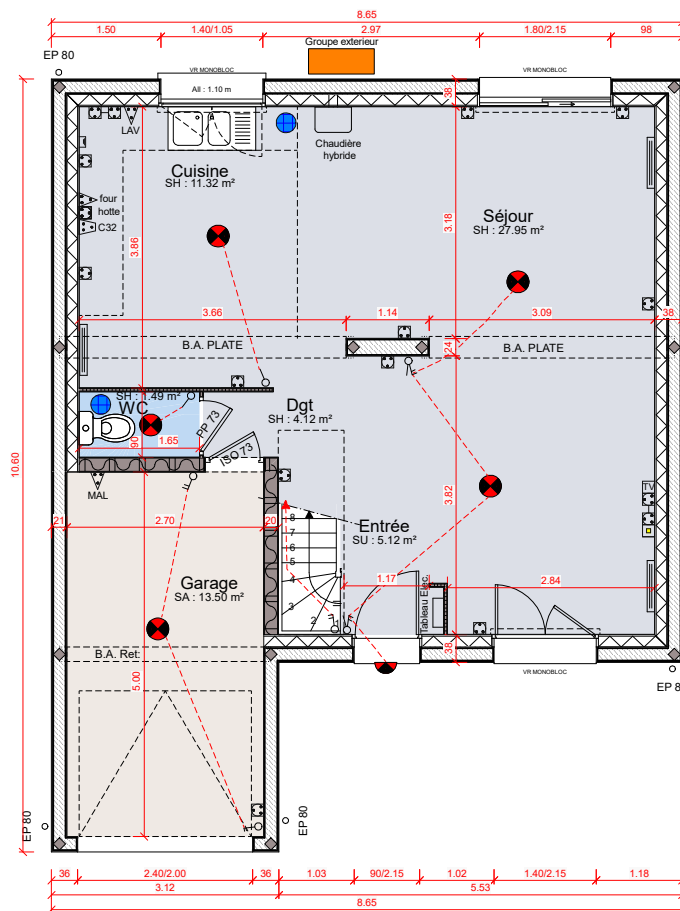 8.65
1.50
1.40/1.05
2.97
1.80/2.15
98
Groupe exterieur
EP 80
VR MONOBLOC
VR MONOBLOC
All : 1.10 m
38
LAV
Chaudière
hybride
Cuisine
SH : 11.32 m²
four
hotte
C32
Séjour
SH : 27.95 m²
3.18
3.86
3.66
1.14
3.09
38
B.A. PLATE
24
B.A. PLATE
SH : 1.49 m²
WC
Dgt
SH : 4.12 m²
PP 73
90
1.65
ISO 73
10.60
MAL
TV
3.82
21
2.70
20
8
7
6
5
4
3
2
1
Entrée
SU : 5.12 m²
Garage
SA : 13.50 m²
1.17
2.84
Tableau Elec.
B.A. Ret.
38
5.00
VR MONOBLOC
EP 8
EP 80
EP 80
36
2.40/2.00
36
1.03
90/2.15
1.02
1.40/2.15
1.18
3.12
5.53
8.65